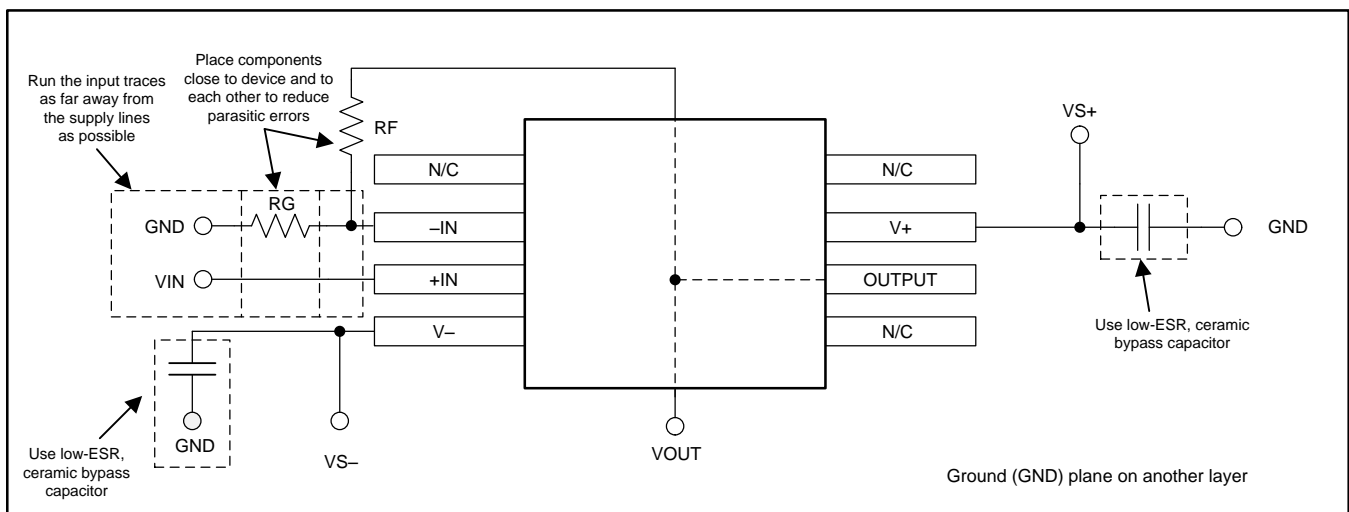 Place components
close to device and to
each other to reduce
parasitic errors
Run the input traces
as far away from
the supply lines
as possible
RF
VS+
N/C
N/C
RG
GND
–IN
V+
GND
VIN
+IN
OUTPUT
V–
N/C
Use low-ESR, ceramic
bypass capacitor
GND
Use low-ESR,
ceramic bypass
capacitor
VS–
VOUT
Ground (GND) plane on another layer